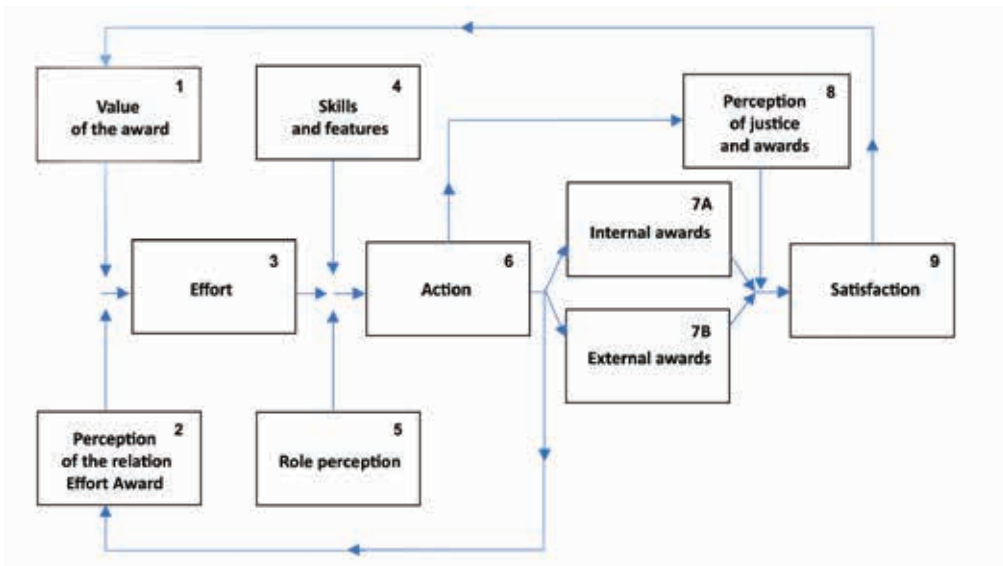 1
Value
of the award
4
Skills
and features
8
Perception
of justice
and awards
7A
Internal awards
3
Effort
6
Action
9
Satisfaction
7B
External awards
2
Perception
of the relation
Effort Award
5
Role perception